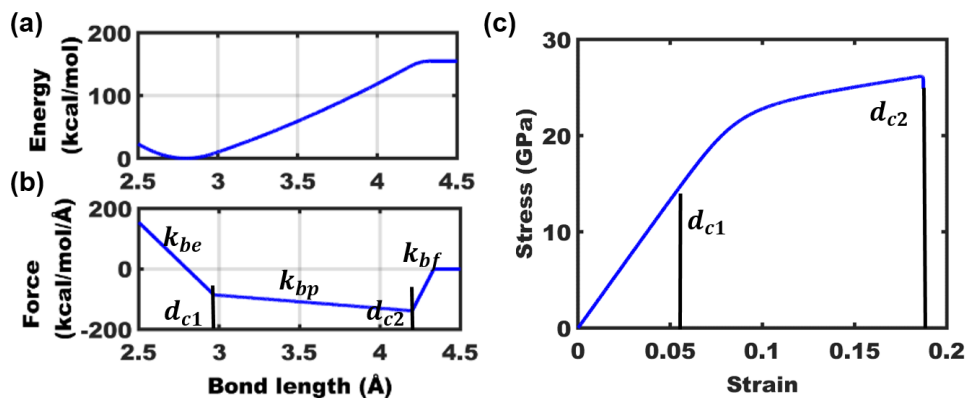 (a)
200
100
0
Energy
(kcal/mol)
2.5 3 3.5 4 4.5
(b)
200
0
-200
Force
(kcal/mol/Å)
k_be
k_bp
k_bf
d_c1
d_c2
2.5 3 3.5 4 4.5
Bond length (Å)
(c)
30
20
10
0
Stress (GPa)
d_c1
d_c2
0 0.05 0.1 0.15 0.2
Strain